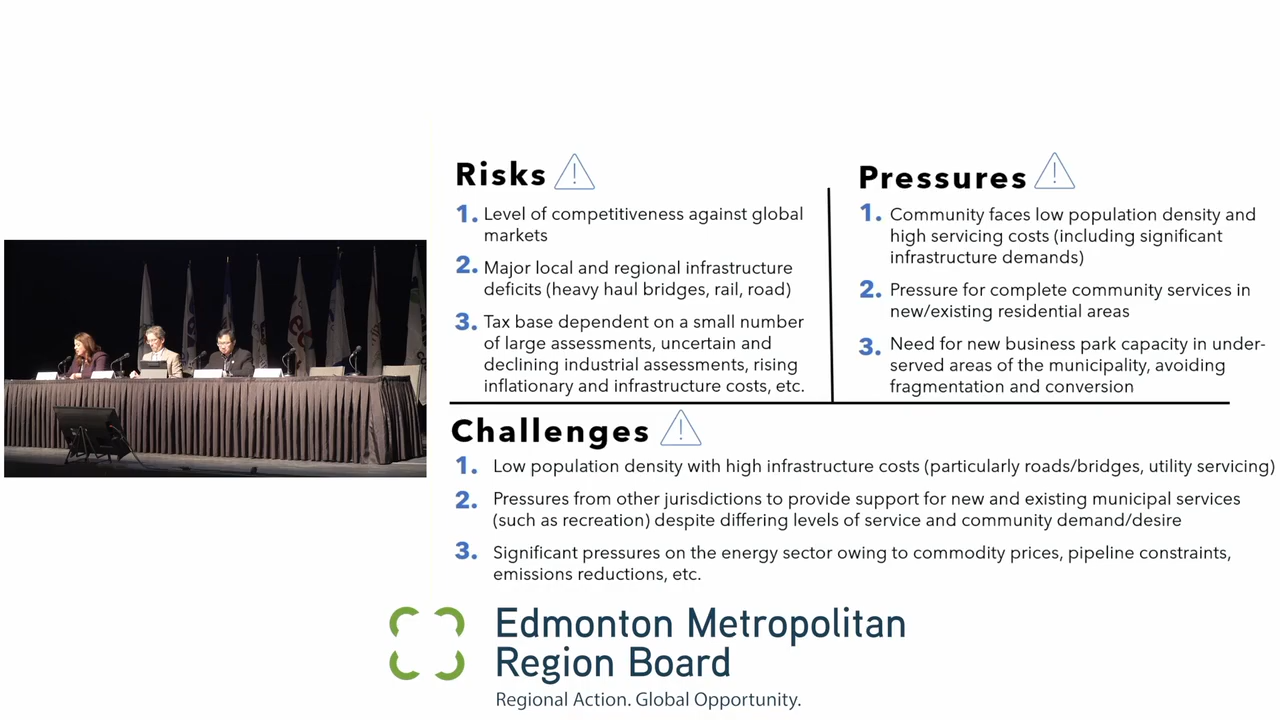 Risks
1. Level of competitiveness against global
markets
2. Major local and regional infrastructure
deficits (heavy haul bridges, rail, road)
3. Tax base dependent on a small number
of large assessments, uncertain and
declining industrial assessments, rising
inflationary and infrastructure costs, etc.
Pressures
1. Community faces low population density and
high servicing costs (including significant
infrastructure demands)
2. Pressure for complete community services in
new/existing residential areas
3. Need for new business park capacity in under-
served areas of the municipality, avoiding
fragmentation and conversion
Challenges
1. Low population density with high infrastructure costs (particularly roads/bridges, utility servicing)
2. Pressures from other jurisdictions to provide support for new and existing municipal services
(such as recreation) despite differing levels of service and community demand/desire
3. Significant pressures on the energy sector owing to commodity prices, pipeline constraints,
emissions reductions, etc.
Edmonton Metropolitan
Region Board
Regional Action. Global Opportunity.